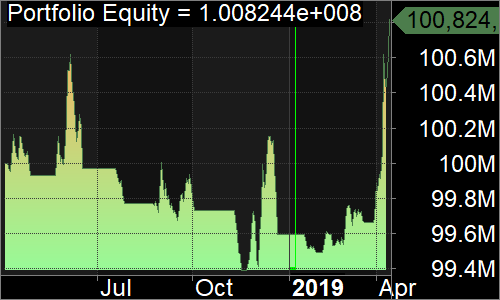 Portfolio Equity = 1.008244e+008
100,824,
100.6M
100.4M
100.2M
100M
99.8M
99.6M
99.4M
Jul Oct 2019 Apr